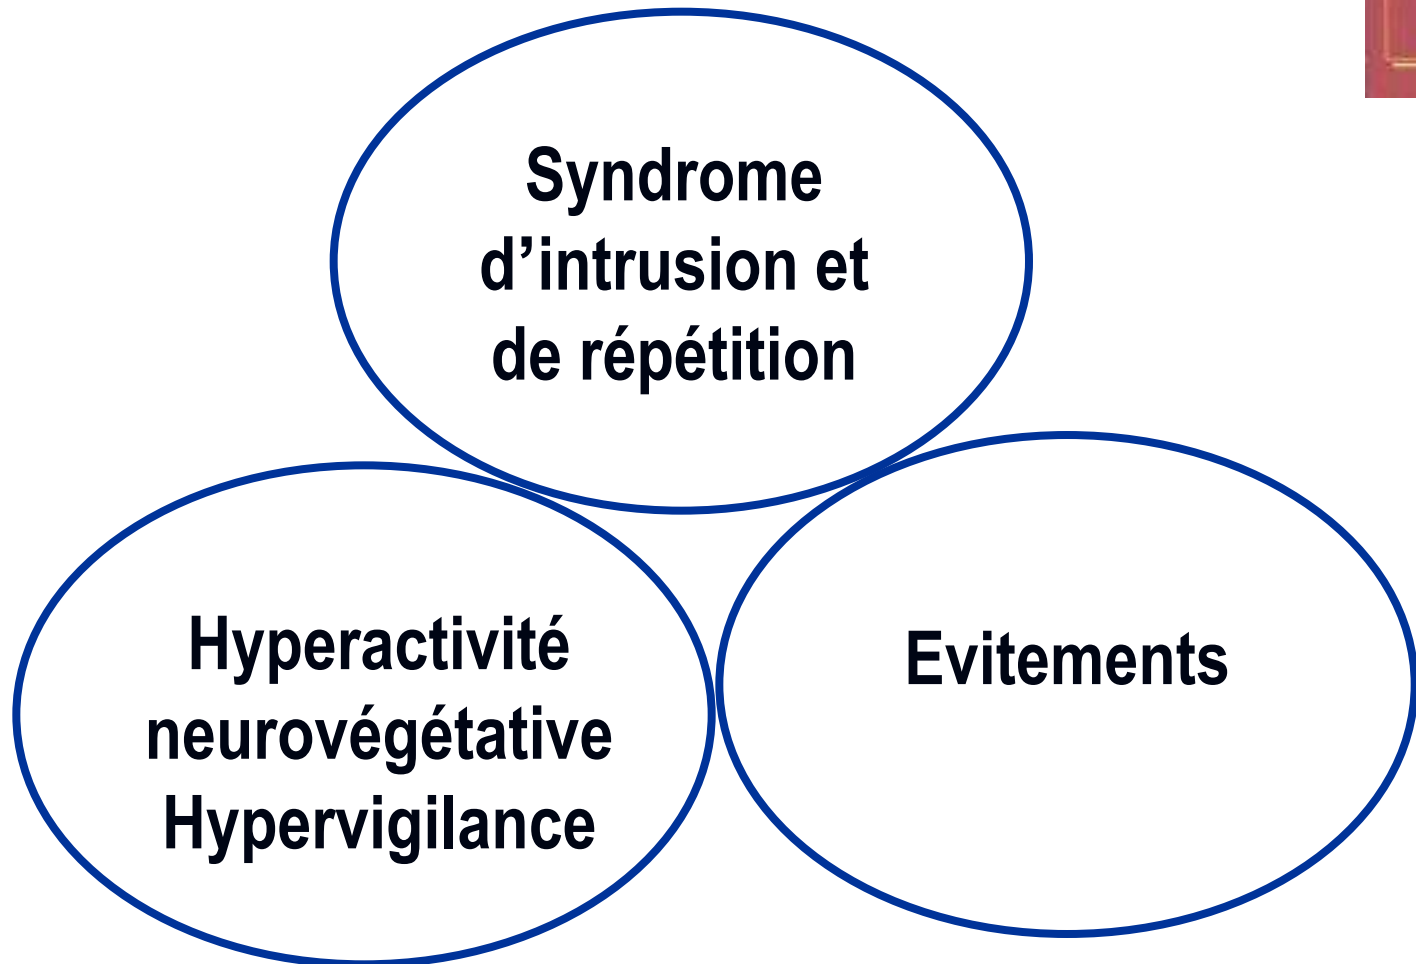 Syndrome
d’intrusion et
de répétition
Hyperactivité
neurovégétative
Hypervigilance
Evitements